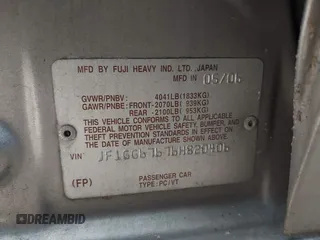 MFD BY FUJI HEAVY IND. LTD., JAPAN
MFD IN 05/06
GVWR/PNBV: 4041LB(1833KG)
GAWR/PNBE: FRONT-2070LB( 939KG)
REAR -2100LB( 953KG)
THIS VEHICLE CONFORMS TO ALL APPLICABLE
FEDERAL MOTOR VEHICLE SAFETY, BUMPER, AND
THEFT PREVENTION STANDARDS IN EFFECT ON
THE DATE OF MANUFACTURE SHOWN ABOVE.
VIN
(FP)
PASSENGER CAR
TYPE:PC/VT
DREAMBID